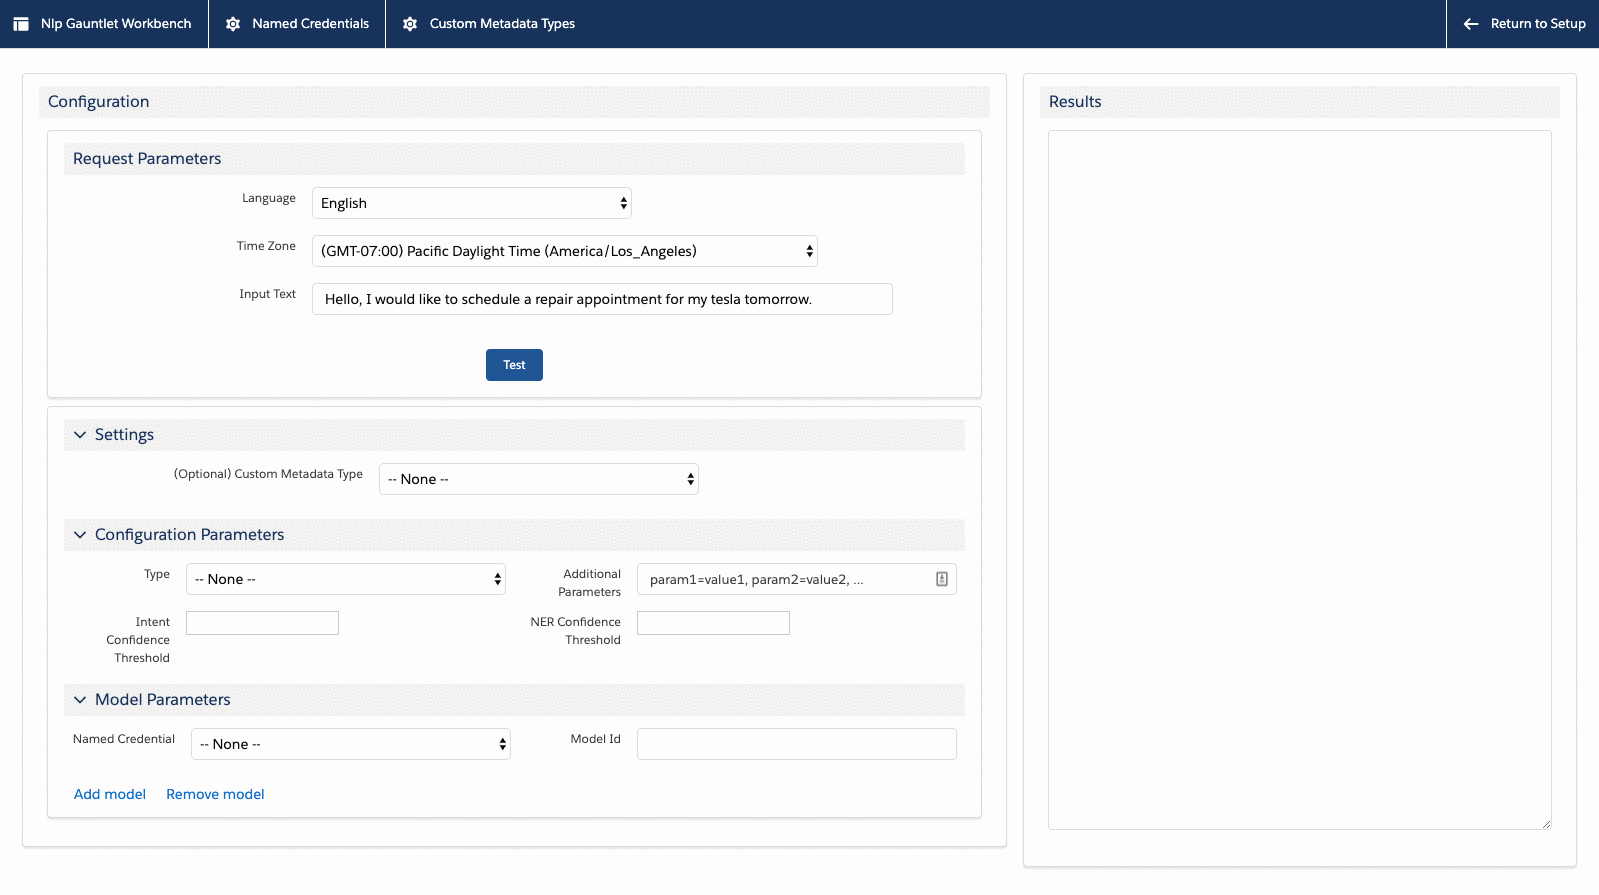 Nlp Gauntlet Workbench
Named Credentials
Custom Metadata Types
Return to Setup
Configuration
Request Parameters
Language
English
Time Zone
(GMT-07:00) Pacific Daylight Time (America/Los_Angeles)
Input Text
Hello, I would like to schedule a repair appointment for my tesla tomorrow.
Test
Settings
(Optional) Custom Metadata Type
-- None --
Configuration Parameters
Type
-- None --
Additional
Parameters
param1=value1, param2=value2, ...
Intent
Confidence
Threshold
NER Confidence
Threshold
Model Parameters
Named Credential
-- None --
Model Id
Add model
Remove model
Results